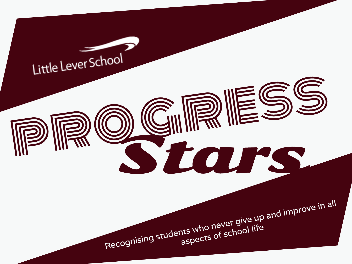 Little Lever School
PROGRESS
Stars
Recognising students who never give up and improve in all
aspects of school life